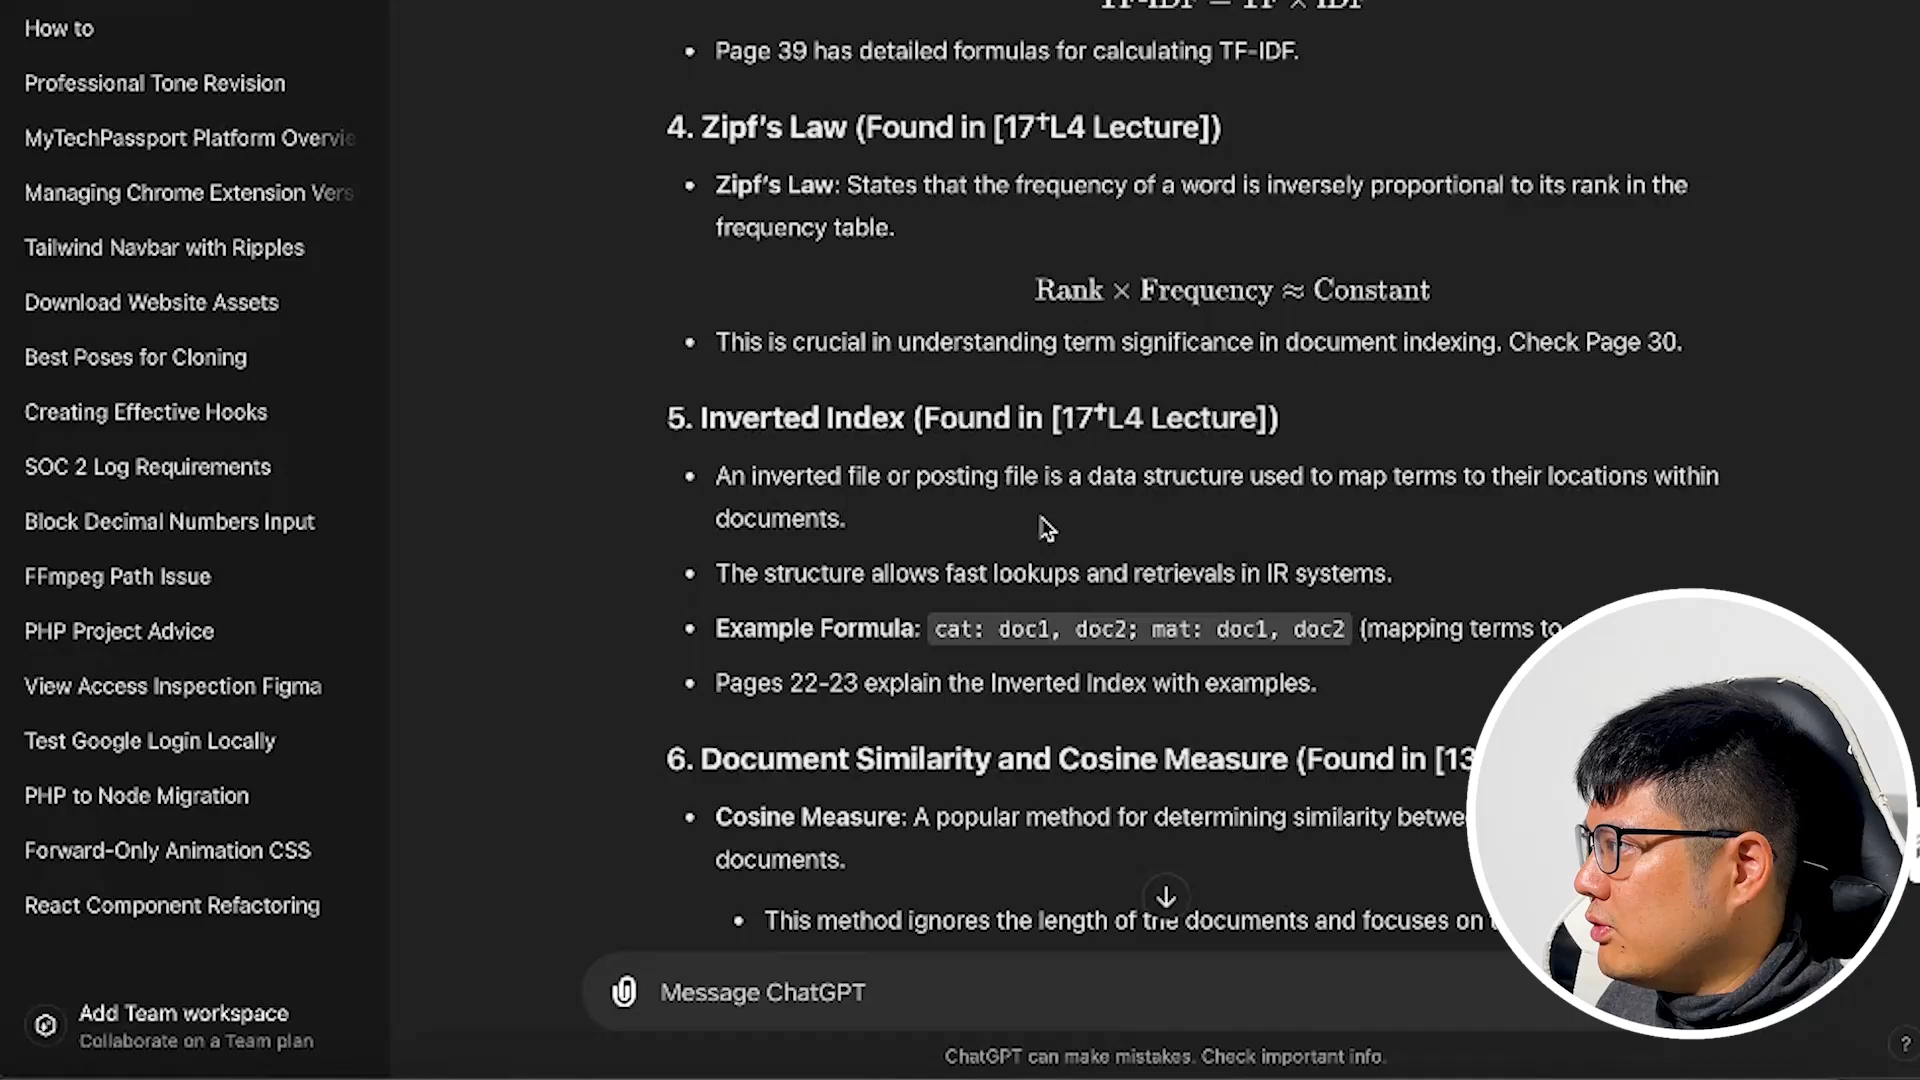 How to
Professional Tone Revision
MyTechPassport Platform Overvie
Managing Chrome Extension Vers
Tailwind Navbar with Ripples
Download Website Assets
Best Poses for Cloning
Creating Effective Hooks
SOC 2 Log Requirements
Block Decimal Numbers Input
FFmpeg Path Issue
PHP Project Advice
View Access Inspection Figma
Test Google Login Locally
PHP to Node Migration
Forward-Only Animation CSS
React Component Refactoring
Add Team workspace
Collaborate on a Team plan
TF-IDF = TF × IDF
• Page 39 has detailed formulas for calculating TF-IDF.
4. Zipf's Law (Found in [17†L4 Lecture])
• Zipf's Law: States that the frequency of a word is inversely proportional to its rank in the
frequency table.
Rank × Frequency ≈ Constant
• This is crucial in understanding term significance in document indexing. Check Page 30.
5. Inverted Index (Found in [17†L4 Lecture])
• An inverted file or posting file is a data structure used to map terms to their locations within
documents.
• The structure allows fast lookups and retrievals in IR systems.
• Example Formula: cat: doc1, doc2; mat: doc1, doc2 (mapping terms to
• Pages 22-23 explain the Inverted Index with examples.
6. Document Similarity and Cosine Measure (Found in [13
• Cosine Measure: A popular method for determining similarity betwe
documents.
• This method ignores the length of the documents and focuses on
Message ChatGPT
ChatGPT can make mistakes. Check important info.
?